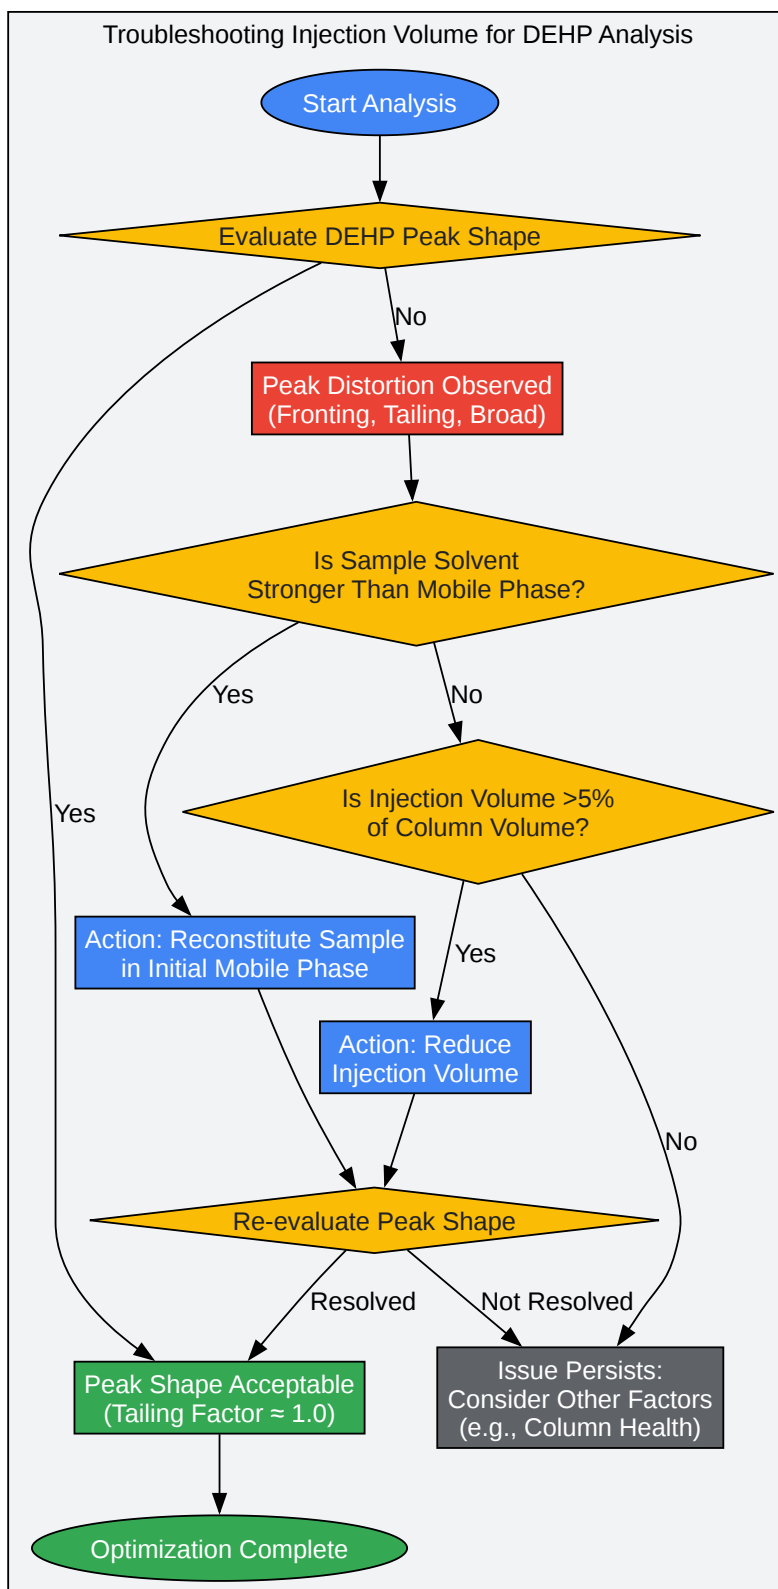 Troubleshooting Injection Volume for DEHP Analysis
Start Analysis
Evaluate DEHP Peak Shape
No
Peak Distortion Observed
(Fronting, Tailing, Broad)
Is Sample Solvent
Stronger Than Mobile Phase?
Yes
No
Is Injection Volume >5%
of Column Volume?
Yes
Action: Reconstitute Sample
in Initial Mobile Phase
Yes
Action: Reduce
Injection Volume
No
Re-evaluate Peak Shape
Resolved
Not Resolved
Peak Shape Acceptable
(Tailing Factor ≈ 1.0)
Issue Persists:
Consider Other Factors
(e.g., Column Health)
Optimization Complete